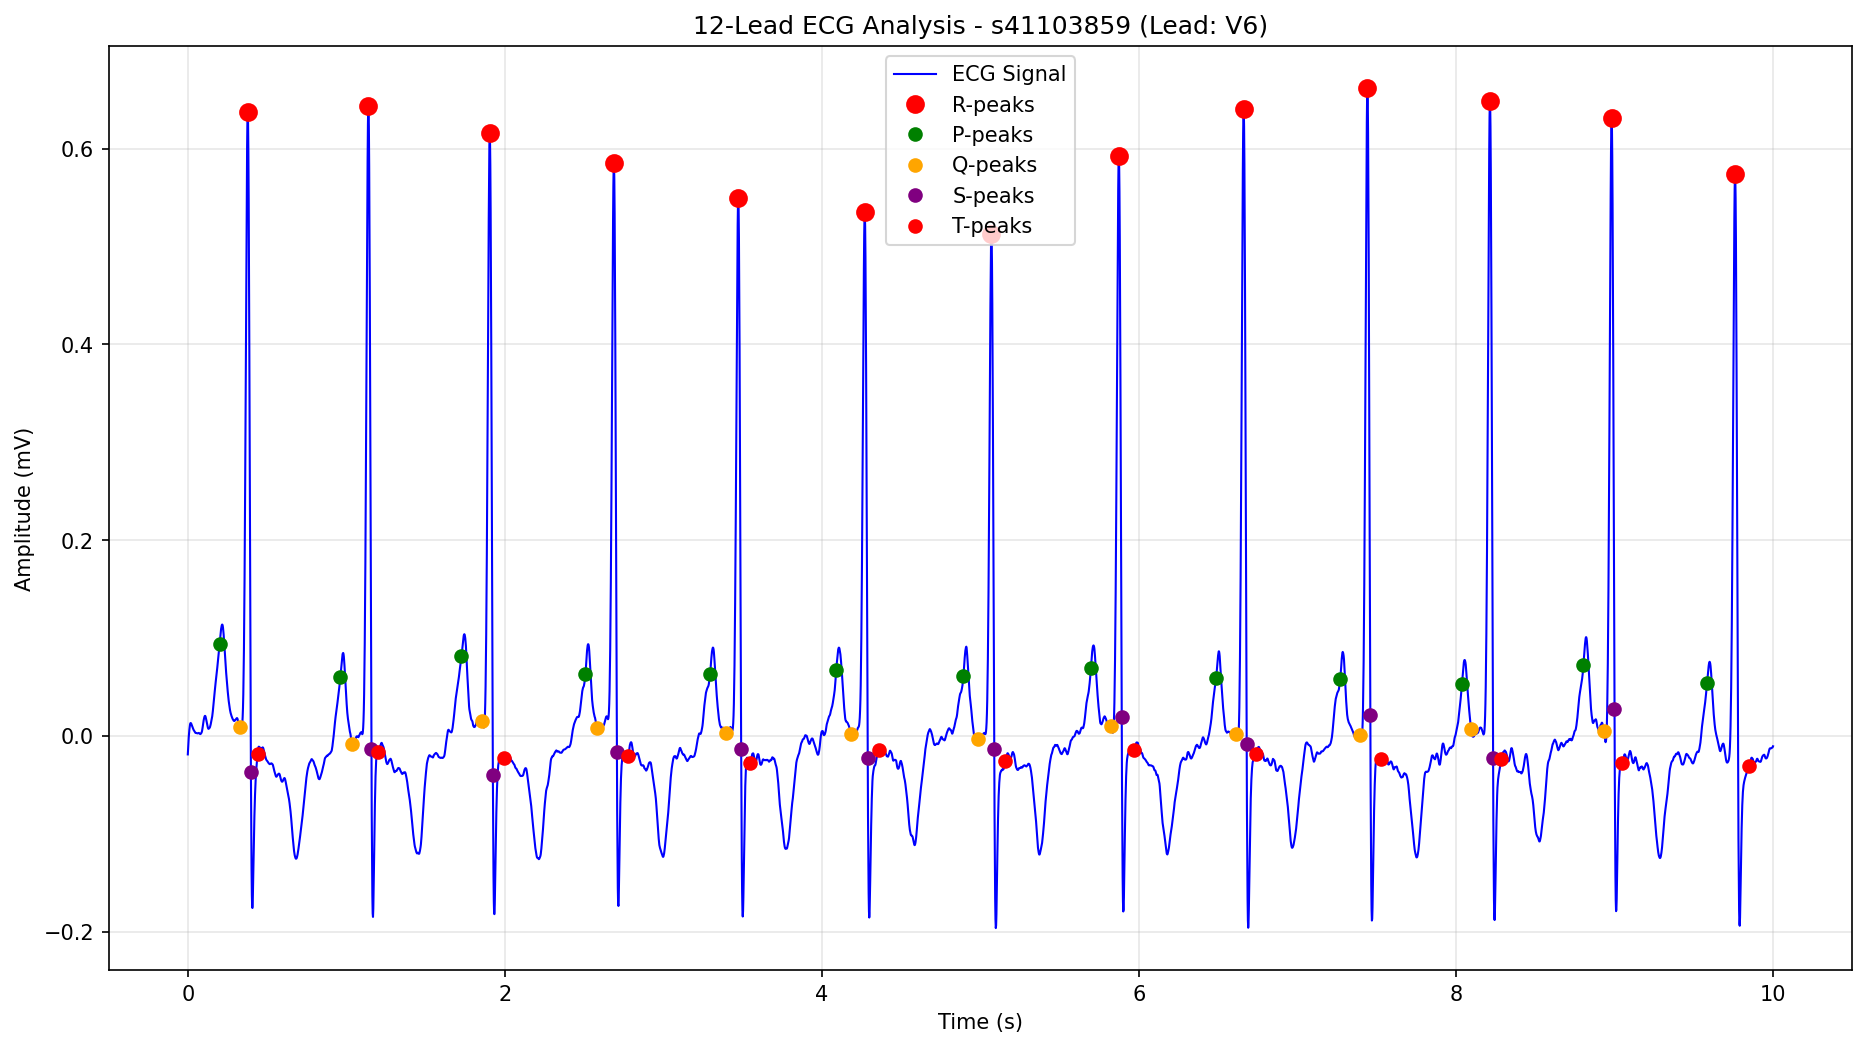 12-Lead ECG Analysis - s41103859 (Lead: V6)
ECG Signal
R-peaks
P-peaks
Q-peaks
S-peaks
T-peaks
Amplitude (mV)
0.6
0.4
0.2
0.0
−0.2
0 2 4 6 8 10
Time (s)